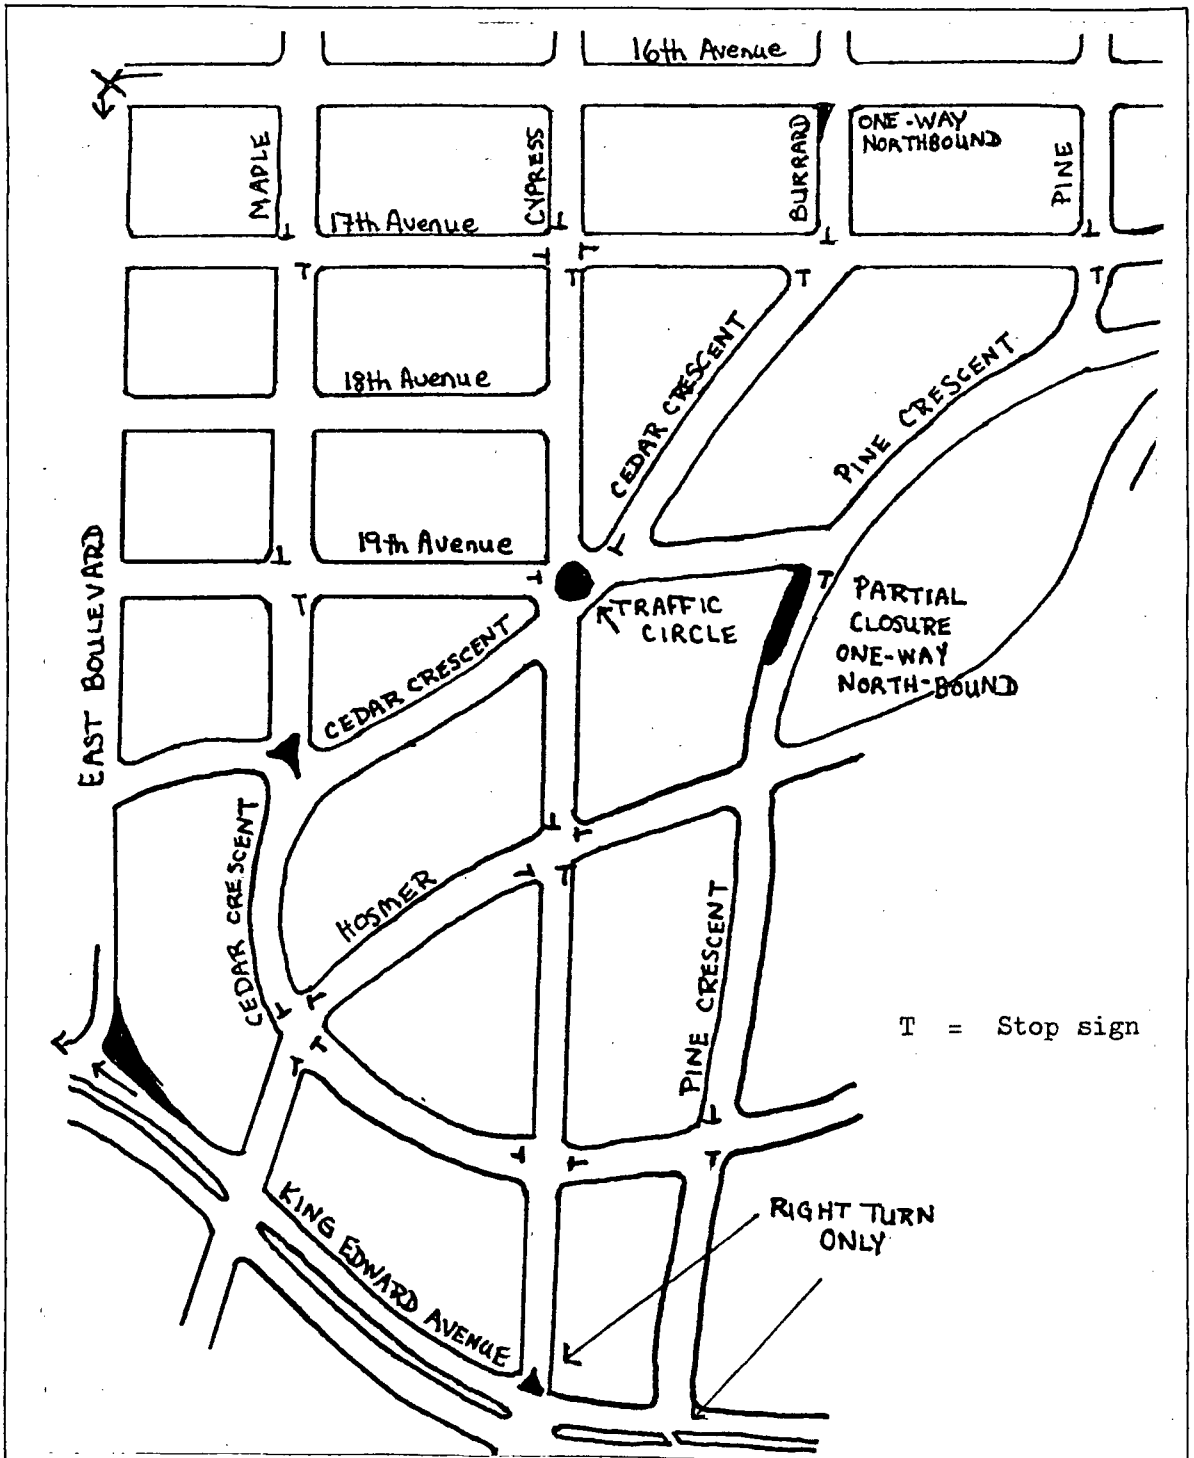 16th Avenue
MAPLE
CYPRESS
BURRARD
ONE-WAY
NORTHBOUND
PINE
17th Avenue
18th Avenue
CEDAR CRESCENT
PINE CRESCENT
19th Avenue
EAST BOULEVARD
TRAFFIC
CIRCLE
PARTIAL
CLOSURE
ONE-WAY
NORTH-BOUND
CEDAR CRESCENT
CEDAR CRESCENT
HOSMER
PINE CRESCENT
T = Stop sign
KING EDWARD AVENUE
RIGHT TURN
ONLY